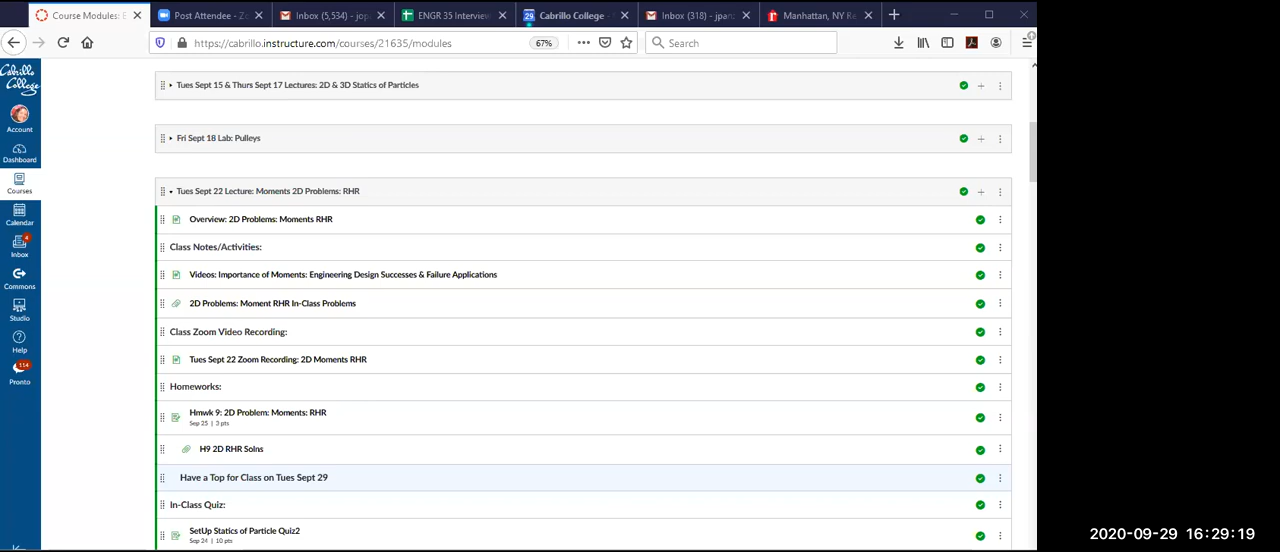 Course Modules: E
Post Attendee - Zo
Inbox (5,534) - jopa
ENGR 35 Interview
Cabrillo College -
Inbox (318) - jpanz
Manhattan, NY Re
https://cabrillo.instructure.com/courses/21635/modules
67%
Search
Cabrillo College
Account
Dashboard
Courses
Calendar
4
Inbox
Commons
Studio
Help
114
Pronto
Tues Sept 15 & Thurs Sept 17 Lectures: 2D & 3D Statics of Particles
Fri Sept 18 Lab: Pulleys
Tues Sept 22 Lecture: Moments 2D Problems: RHR
Overview: 2D Problems: Moments RHR
Class Notes/Activities:
Videos: Importance of Moments: Engineering Design Successes & Failure Applications
2D Problems: Moment RHR In-Class Problems
Class Zoom Video Recording:
Tues Sept 22 Zoom Recording: 2D Moments RHR
Homeworks:
Hmwk 9: 2D Problem: Moments: RHR
Sep 25 | 3 pts
H9 2D RHR Solns
Have a Top for Class on Tues Sept 29
In-Class Quiz:
SetUp Statics of Particle Quiz2
Sep 24 | 10 pts
2020-09-29 16:29:19